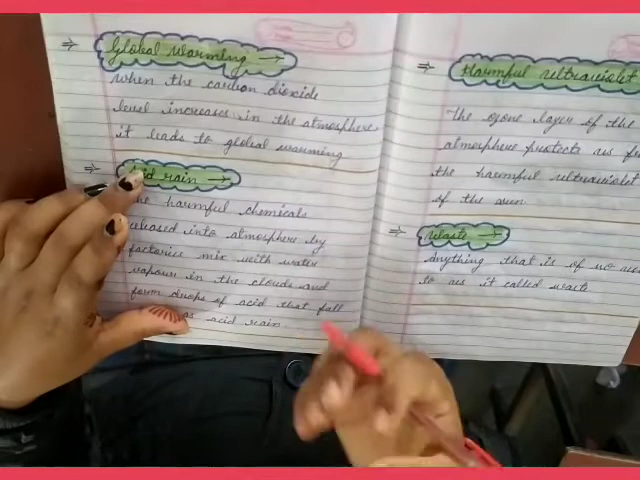 ⇒ Global warming →
when the carbon dioxide
level increases in the atmosphere
it leads to global warming
⇒ rain →
harmful chemicals
released into atmosphere by
factories mix with water
vapour in the clouds and
form drops of acid that fall
as acid rain
⇒ Harmful ultraviolet
The ozone layer of the
atmosphere protects us
the harmful ultraviolet
of the sun
⇒ Waste →
Anything that is of no
to us it called waste